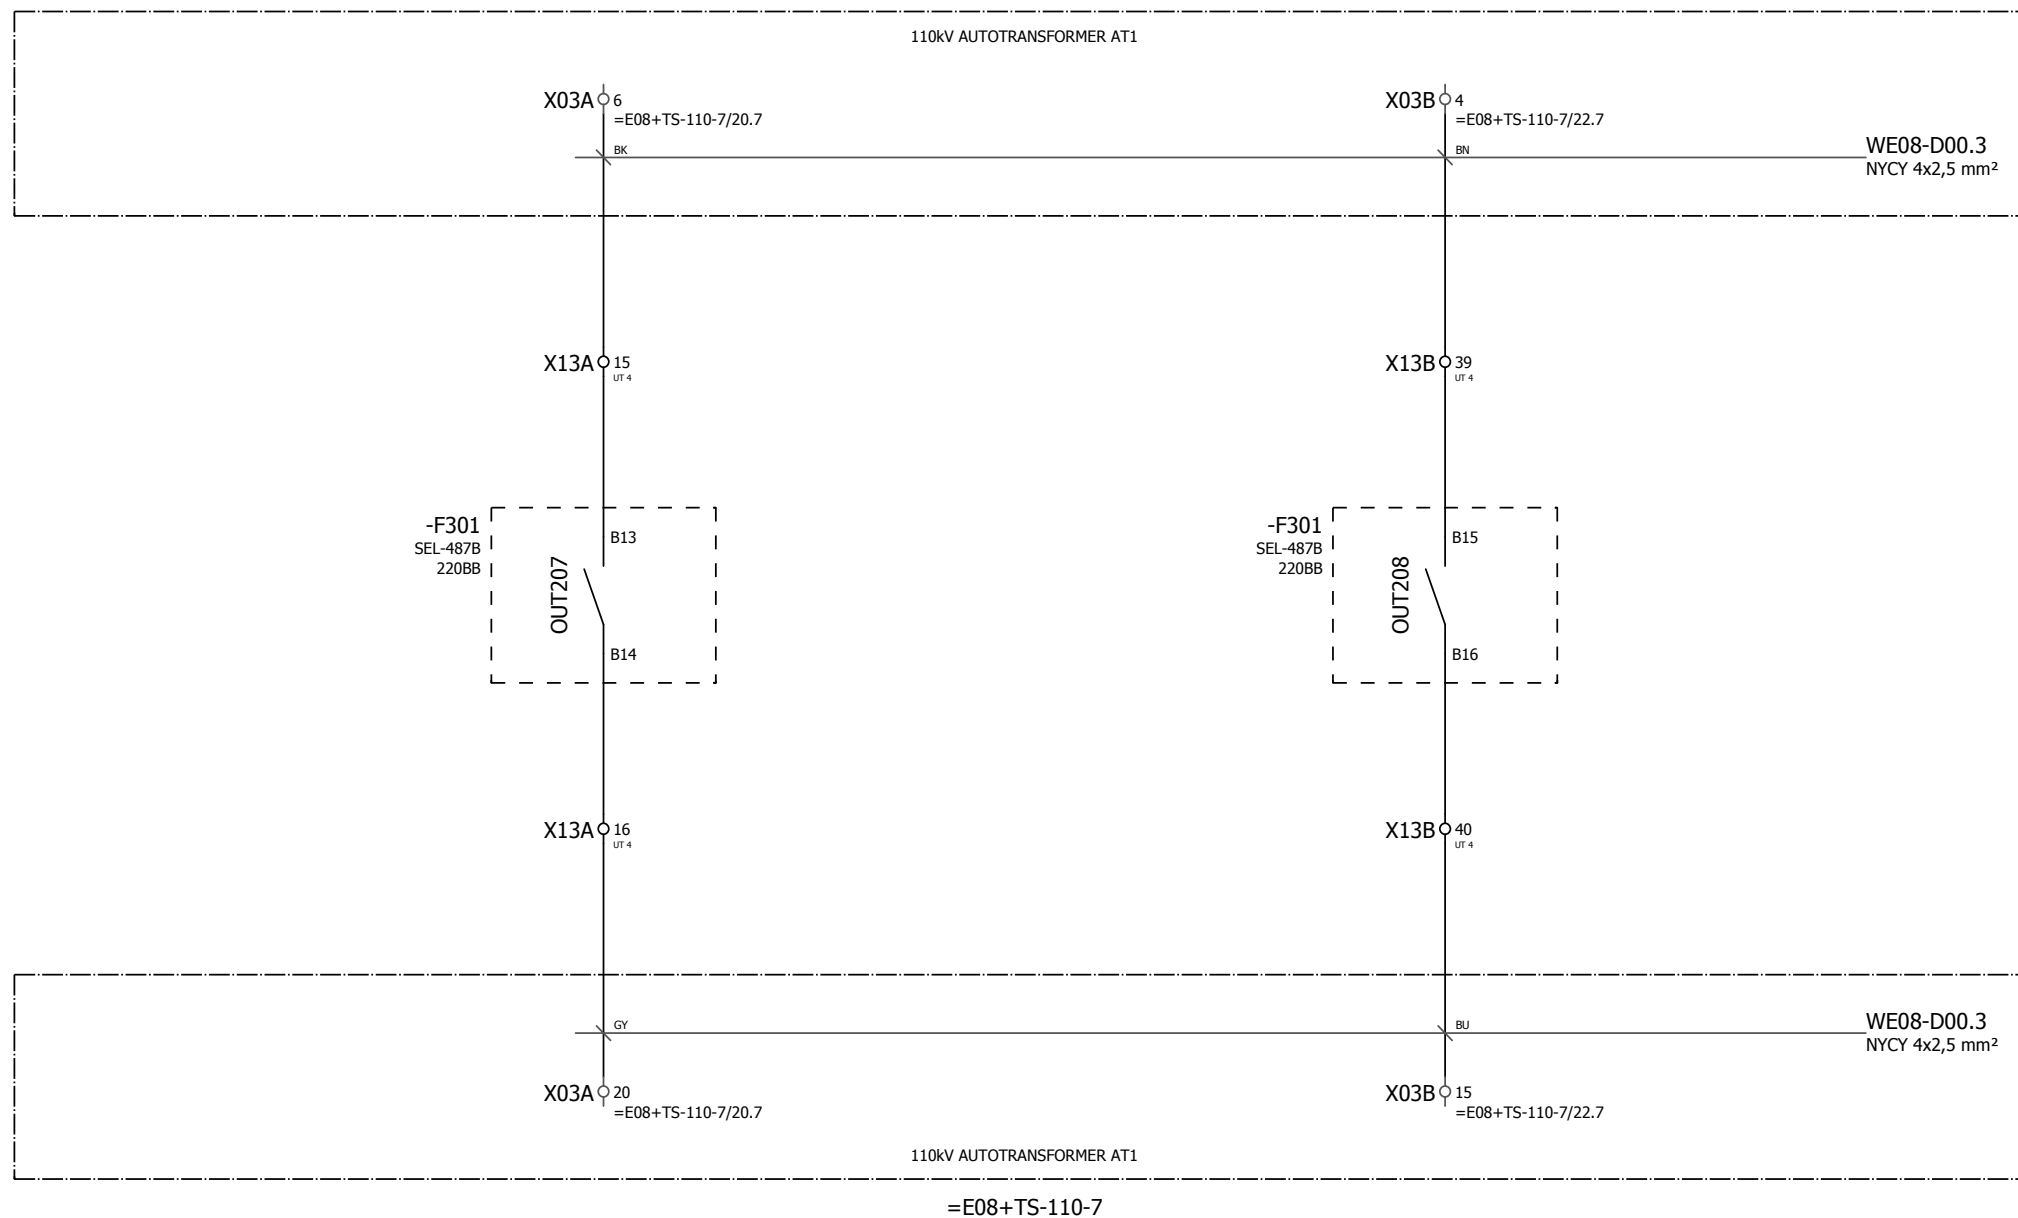 110kV AUTOTRANSFORMER AT1
X03A 6
=E08+TS-110-7/20.7
X03B 4
=E08+TS-110-7/22.7
BK
BN
WE08-D00.3
NYCY 4x2,5 mm²
X13A 15
UT 4
X13B 39
UT 4
-F301
SEL-487B
220BB
OUT207
B13
B14
-F301
SEL-487B
220BB
OUT208
B15
B16
X13A 16
UT 4
X13B 40
UT 4
GY
BU
WE08-D00.3
NYCY 4x2,5 mm²
X03A 20
=E08+TS-110-7/20.7
X03B 15
=E08+TS-110-7/22.7
110kV AUTOTRANSFORMER AT1
=E08+TS-110-7